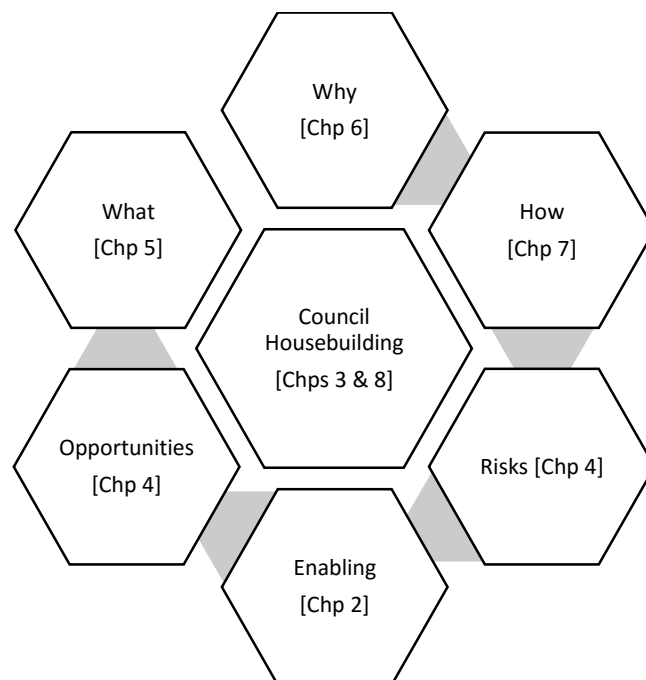 Why
[Chp 6]
What
[Chp 5]
How
[Chp 7]
Council
Housebuilding
[Chps 3 & 8]
Opportunities
[Chp 4]
Risks [Chp 4]
Enabling
[Chp 2]